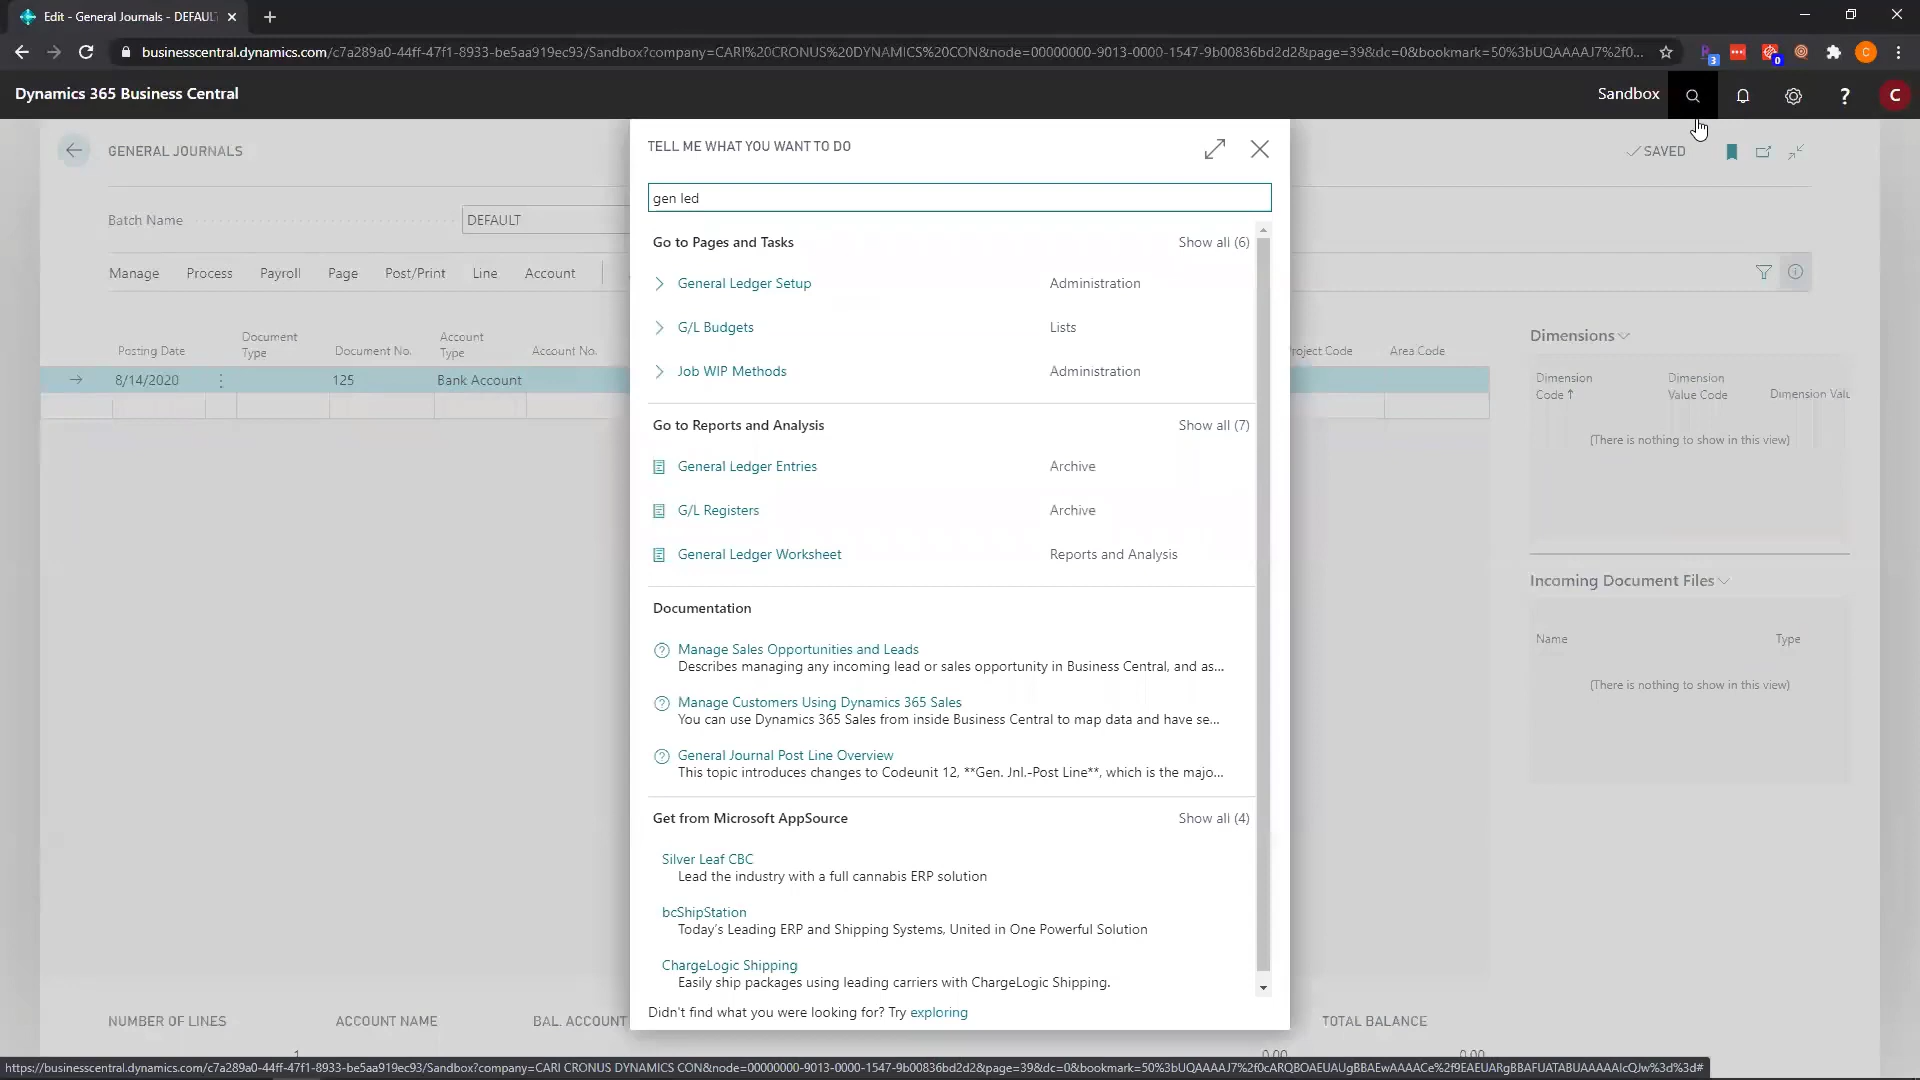 Edit - General Journals - DEFAUL
businesscentral.dynamics.com/c7a289a0-44ff-47f1-8933-be5aa919ec93/Sandbox?company=CARI%20CRONUS%20DYNAMICS%20CON&node=00000000-9013-0000-1547-9b00836bd2d2&page=39&dc=0&bookmark=50%3bUQAAAAJ7%2f0...
3
0
C
Dynamics 365 Business Central
Sandbox
?
C
GENERAL JOURNALS
SAVED
Batch Name
DEFAULT
Manage Process Payroll Page Post/Print Line Account
Posting Date
Document Type
Document No.
Account Type
Account No.
roject Code
Area Code
8/14/2020
125
Bank Account
Dimensions
Dimension Code
Dimension Value Code
Dimension Valu
(There is nothing to show in this view)
Incoming Document Files
Name
Type
(There is nothing to show in this view)
NUMBER OF LINES
ACCOUNT NAME
BAL. ACCOUNT
TOTAL BALANCE
1
0.00
0.00
TELL ME WHAT YOU WANT TO DO
gen led
Go to Pages and Tasks
Show all (6)
General Ledger Setup
Administration
G/L Budgets
Lists
Job WIP Methods
Administration
Go to Reports and Analysis
Show all (7)
General Ledger Entries
Archive
G/L Registers
Archive
General Ledger Worksheet
Reports and Analysis
Documentation
Manage Sales Opportunities and Leads
Describes managing any incoming lead or sales opportunity in Business Central, and as...
Manage Customers Using Dynamics 365 Sales
You can use Dynamics 365 Sales from inside Business Central to map data and have se...
General Journal Post Line Overview
This topic introduces changes to Codeunit 12, **Gen. Jnl.-Post Line**, which is the majo...
Get from Microsoft AppSource
Show all (4)
Silver Leaf CBC
Lead the industry with a full cannabis ERP solution
bcShipStation
Today's Leading ERP and Shipping Systems, United in One Powerful Solution
ChargeLogic Shipping
Easily ship packages using leading carriers with ChargeLogic Shipping.
Didn't find what you were looking for? Try exploring